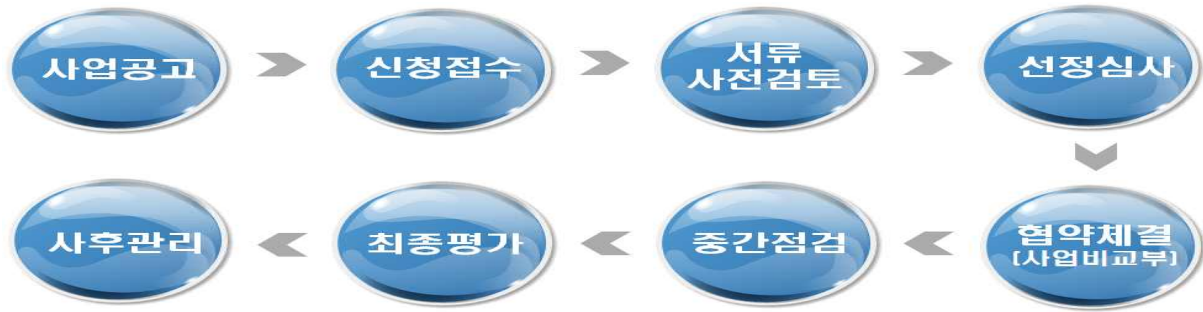 사업공고
신청접수
서류
사전검토
선정심사
협약체결
[사업비교부]
중간점검
최종평가
사후관리